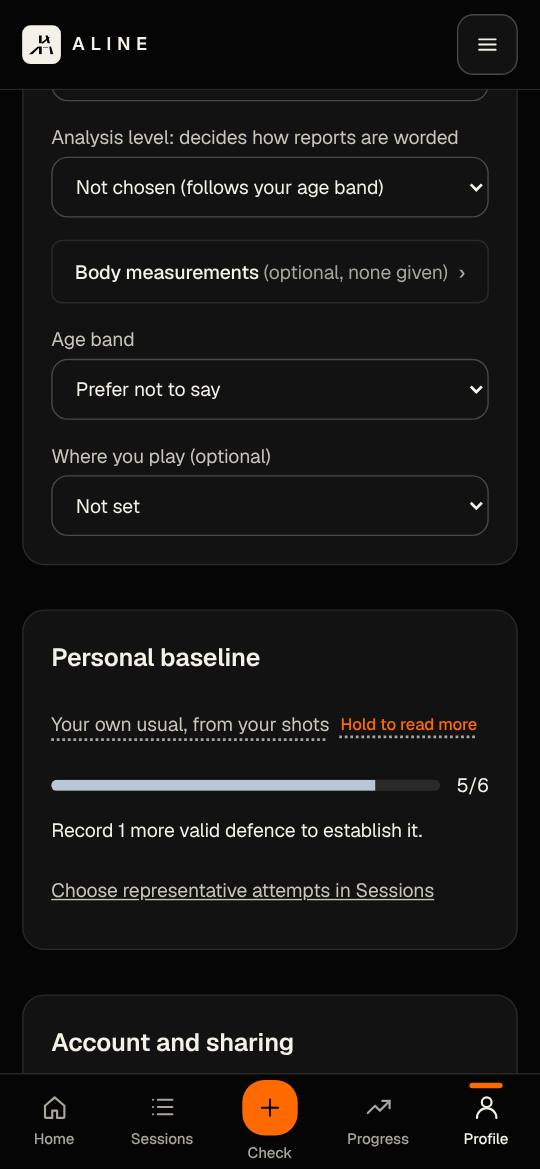 ALINE
Analysis level: decides how reports are worded
Not chosen (follows your age band)
Body measurements (optional, none given) ›
Age band
Prefer not to say
Where you play (optional)
Not set
Personal baseline
Your own usual, from your shots Hold to read more
5/6
Record 1 more valid defence to establish it.
Choose representative attempts in Sessions
Account and sharing
Home Sessions Check Progress Profile